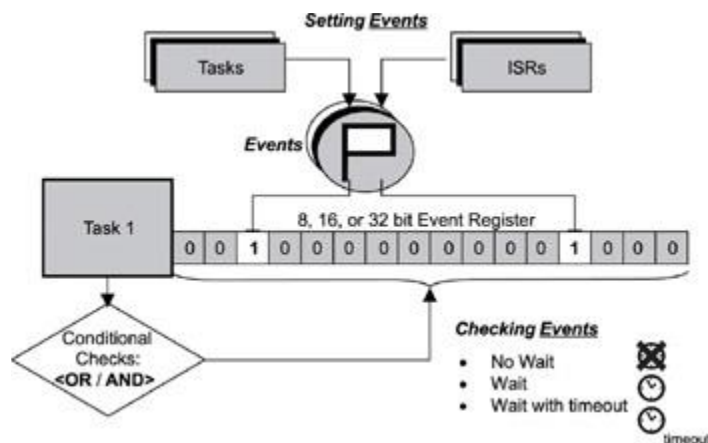 Setting Events
Tasks
ISRs
Events
8, 16, or 32 bit Event Register
Task 1
0 0 1 0 0 0 0 0 0 0 0 0 1 0 0 0
Conditional
Checks:
<OR / AND>
Checking Events
• No Wait
• Wait
• Wait with timeout
timeout